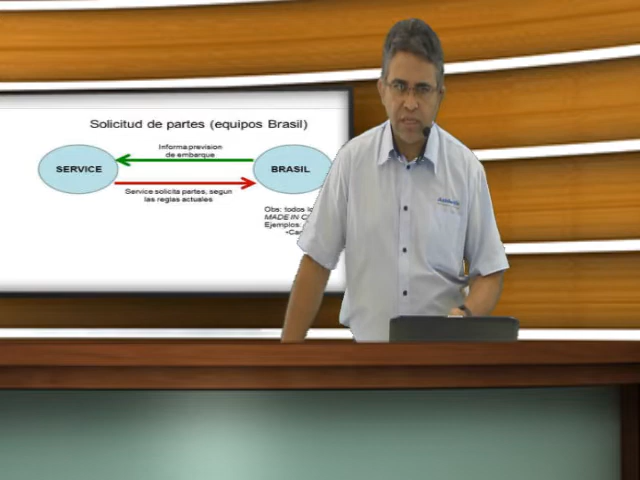 Solicitud de partes (equipos Brasil)
Informa prevision
de embarque
SERVICE
BRASIL
Service solicita partes, segun
las reglas actuales
Obs: todos
MADE IN
Ejemplos: